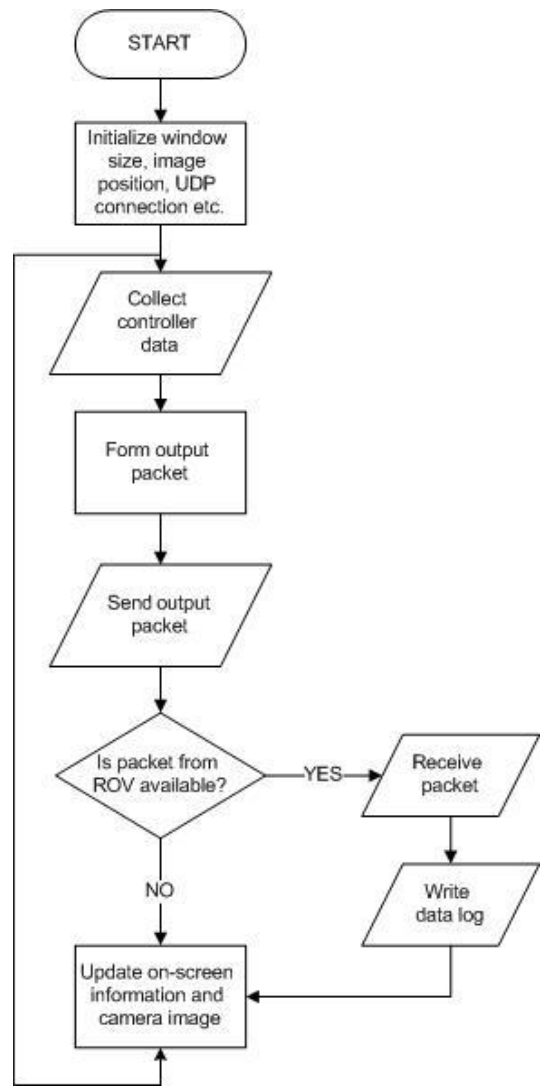 START
Initialize window
size, image
position, UDP
connection etc.
Collect
controller
data
Form output
packet
Send output
packet
Is packet from
ROV available?
YES
Receive
packet
Write
data log
NO
Update on-screen
information and
camera image